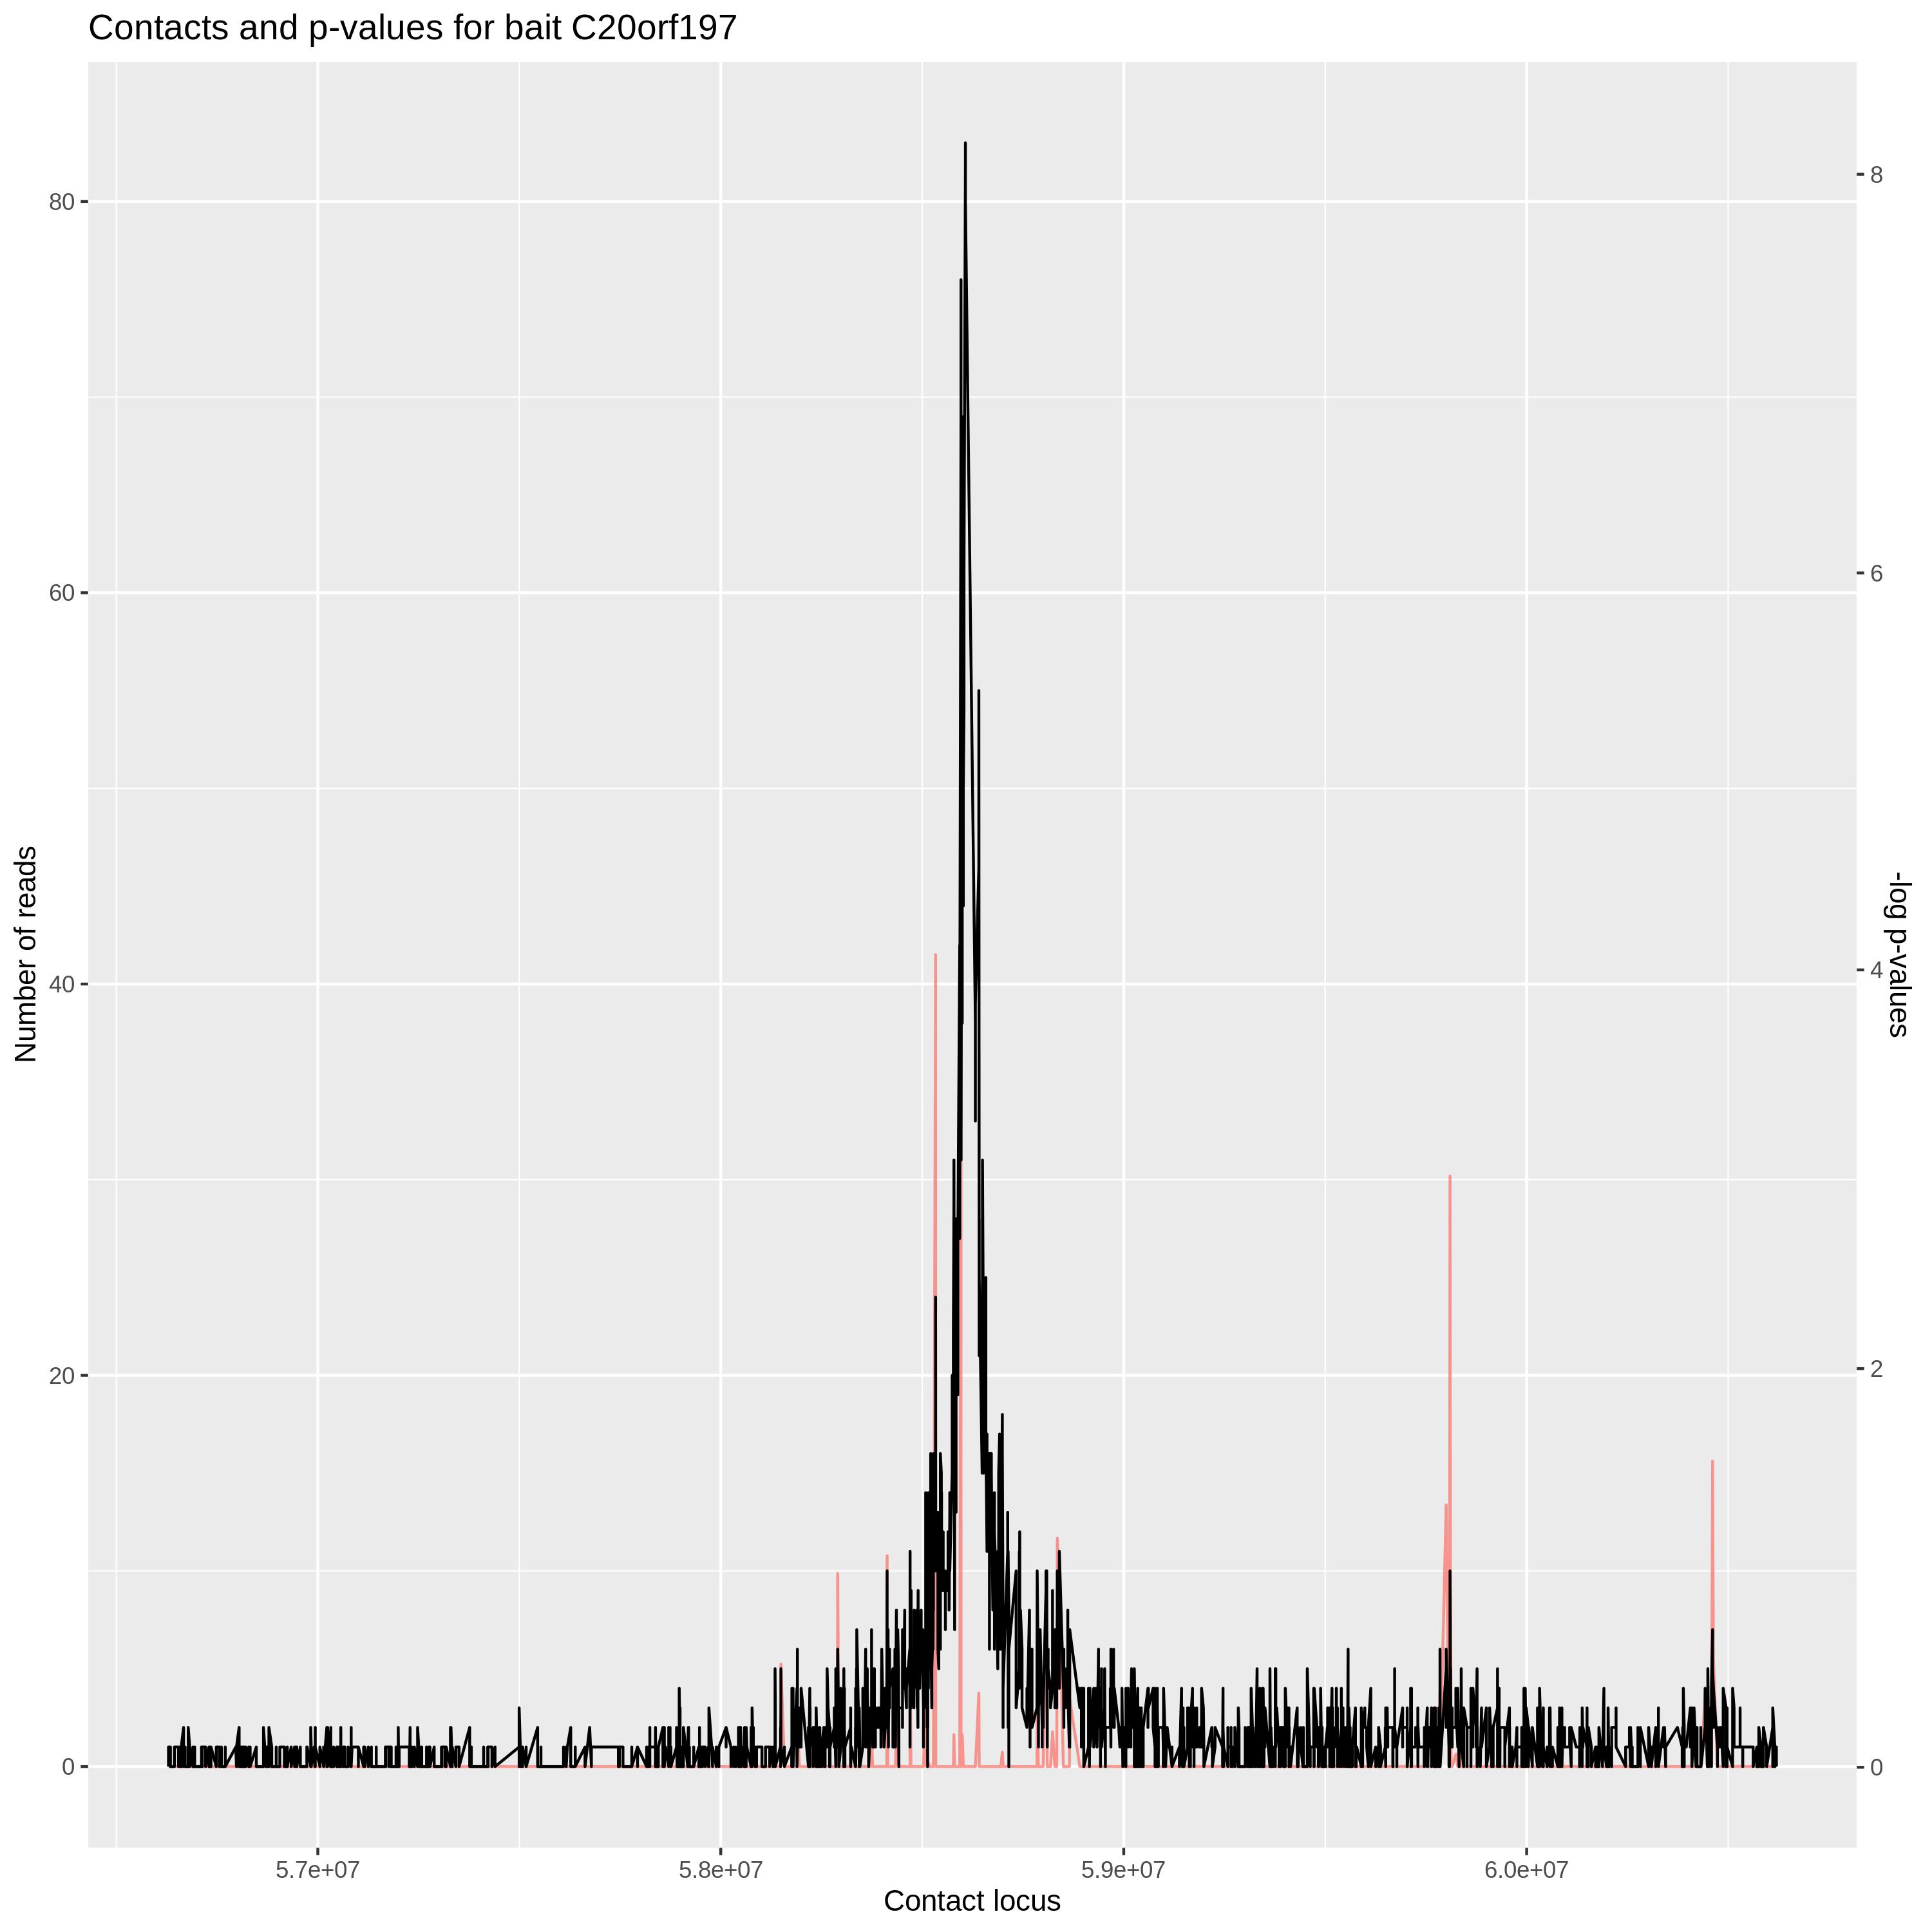 Contacts and p-values for bait C20orf197
80
60
40
20
0
Number of reads
8
6
4
2
0
-log p-values
5.7e+07 5.8e+07 5.9e+07 6.0e+07
Contact locus